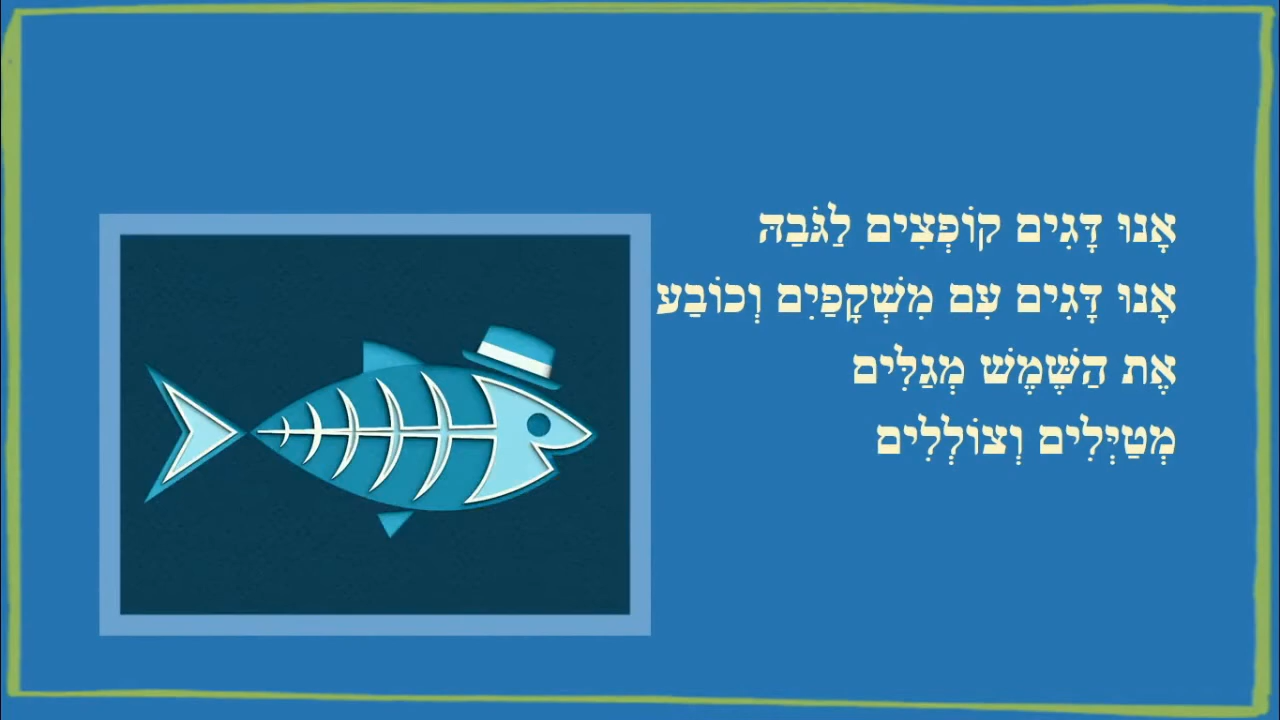 אָנוּ דָּגִים קוֹפְצִים לַגֹּבַהּ
אָנוּ דָּגִים עִם מִשְׁקָפַיִם וְכוֹבַע
אֶת הַשֶּׁמֶשׁ מְגַלִּים
מְטַיְּלִים וְצוֹלְלִים